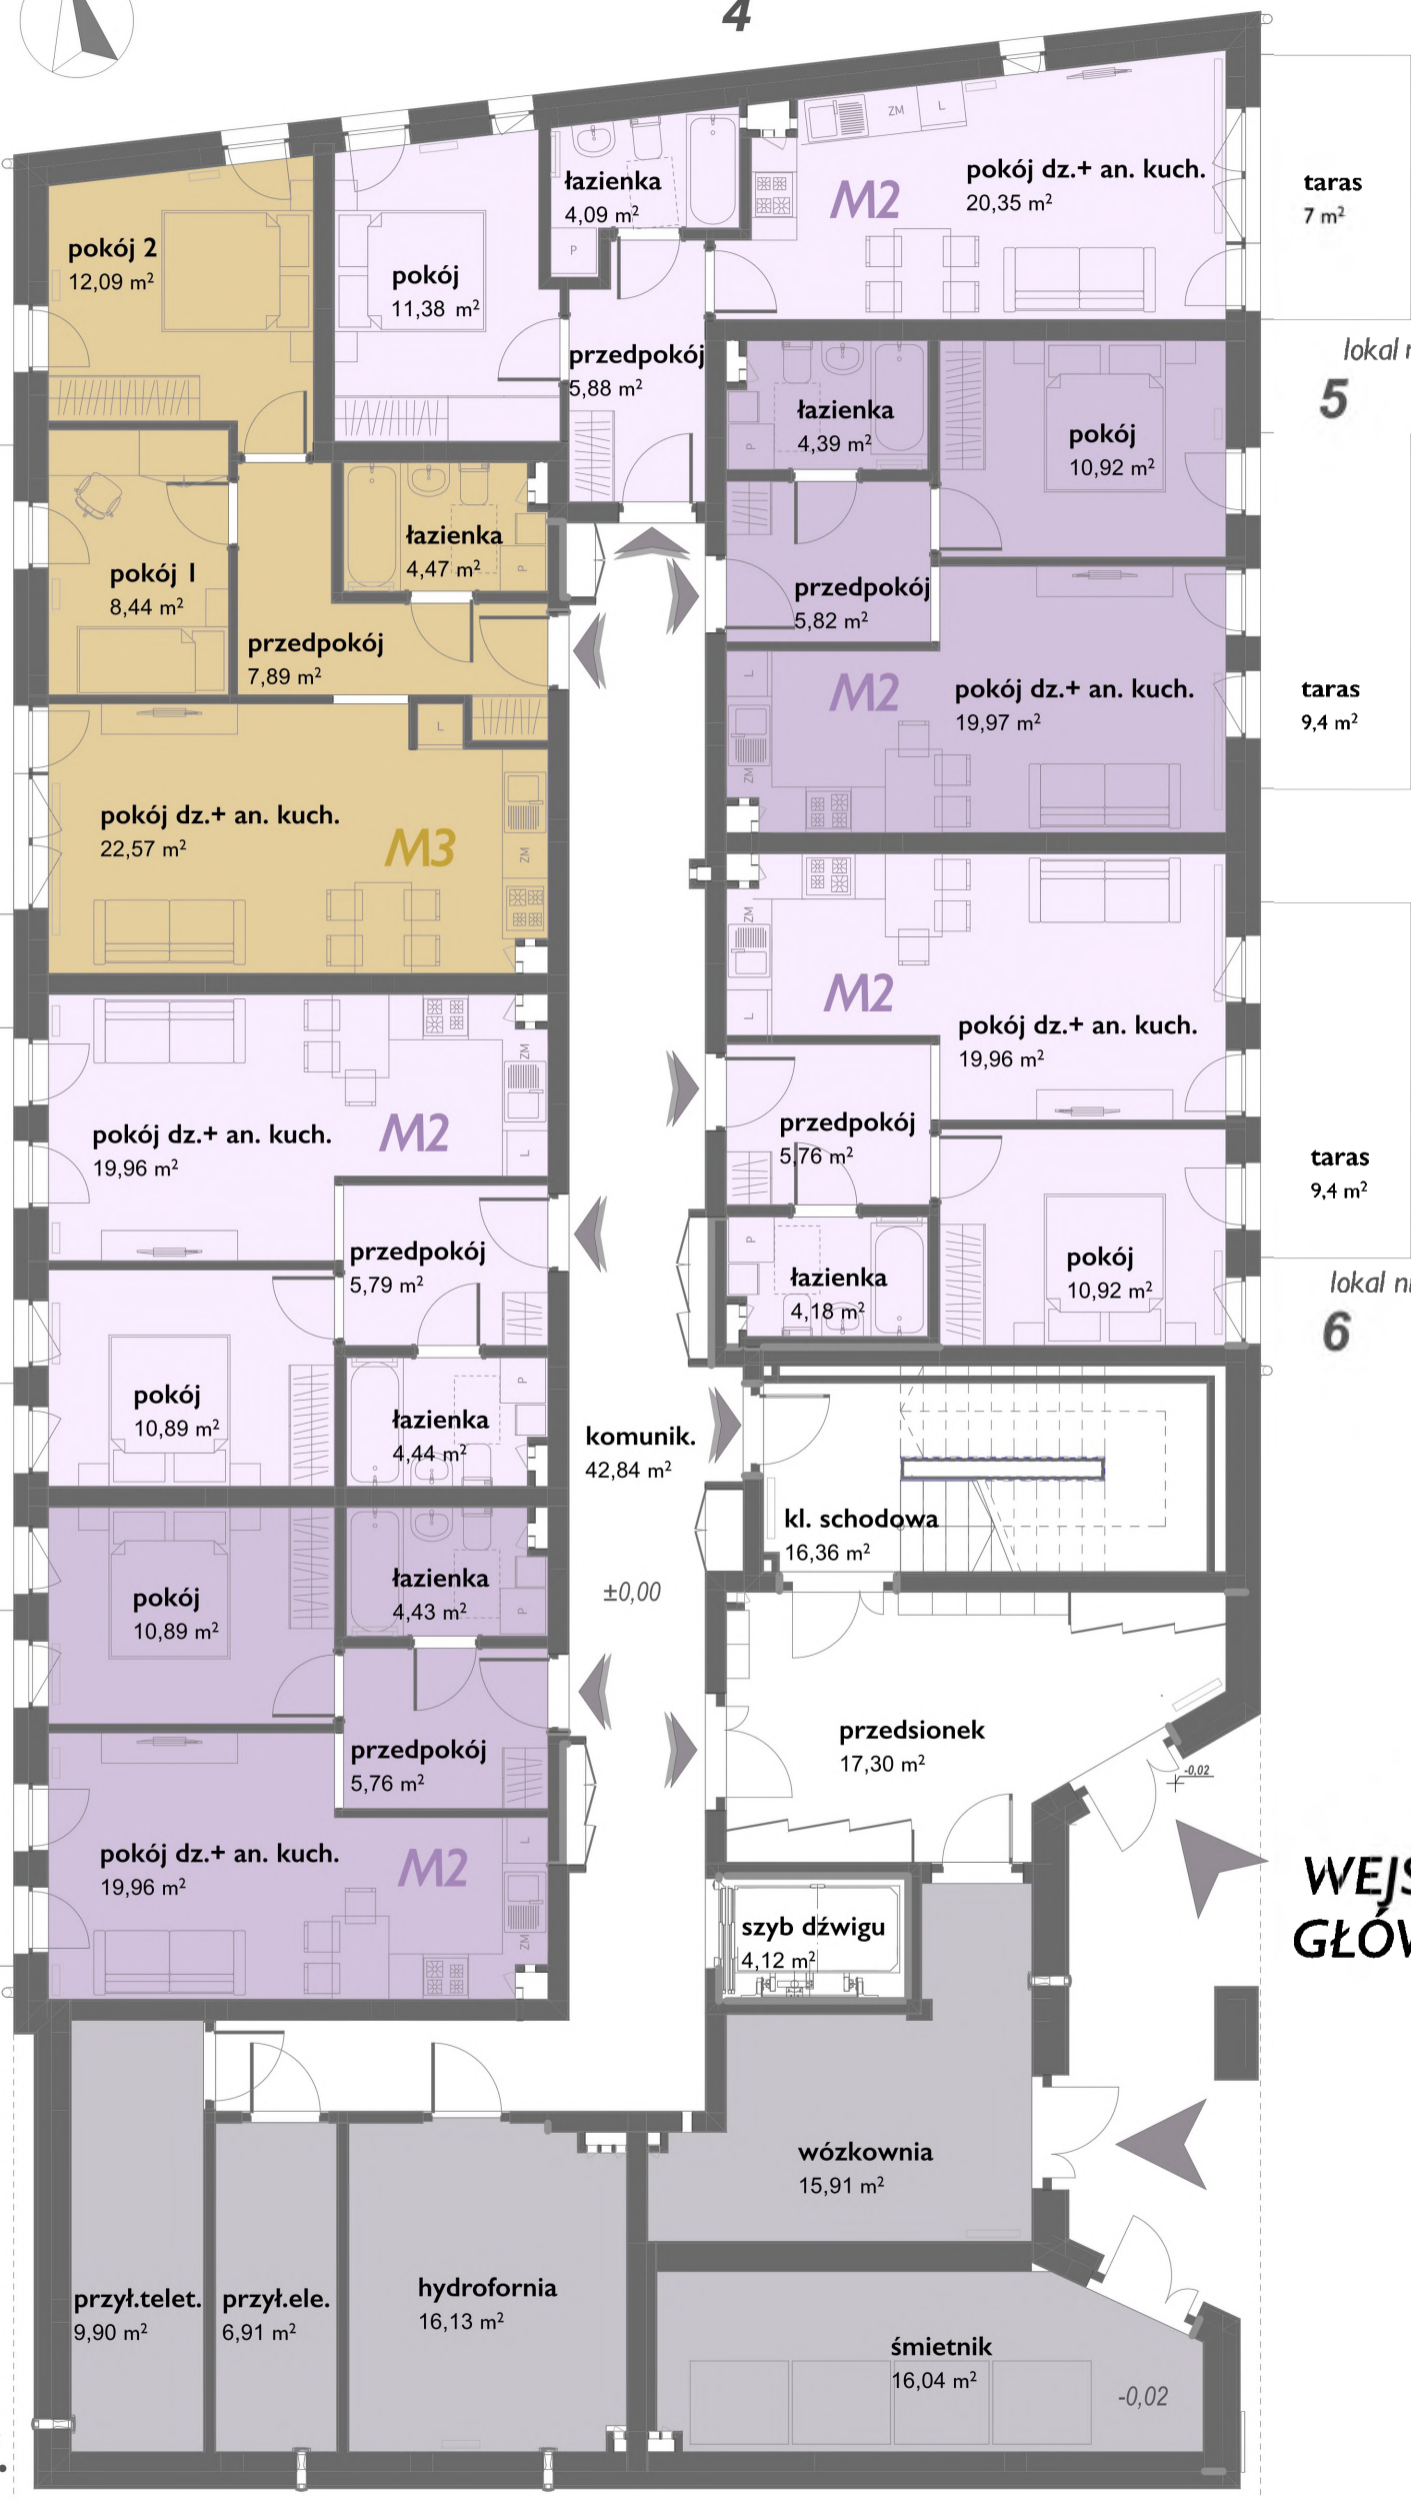 4
łazienka
4,09 m²
P
ZM
L
M2
pokój dz.+ an. kuch.
20,35 m²
taras
7 m²
pokój 2
12,09 m²
pokój
11,38 m²
przedpokój
5,88 m²
lokal
5
łazienka
4,39 m²
P
pokój
10,92 m²
pokój 1
8,44 m²
łazienka
4,47 m²
P
przedpokój
5,82 m²
przedpokój
7,89 m²
L
M2
pokój dz.+ an. kuch.
19,97 m²
ZM
taras
9,4 m²
L
pokój dz.+ an. kuch.
22,57 m²
M3
ZM
ZM
L
M2
pokój dz.+ an. kuch.
19,96 m²
pokój dz.+ an. kuch.
19,96 m²
M2
ZM
L
przedpokój
5,76 m²
taras
9,4 m²
przedpokój
5,79 m²
P
łazienka
4,18 m²
pokój
10,92 m²
lokal
6
pokój
10,89 m²
łazienka
4,44 m²
P
komunik.
42,84 m²
kl. schodowa
16,36 m²
pokój
10,89 m²
łazienka
4,43 m²
P
±0,00
przedpokój
5,76 m²
przedsionek
17,30 m²
-0,02
pokój dz.+ an. kuch.
19,96 m²
M2
L
ZM
szyb dźwigu
4,12 m²
WEJS
GŁÓW
wózkownia
15,91 m²
przył.telet.
9,90 m²
przył.ele.
6,91 m²
hydrofornia
16,13 m²
śmietnik
16,04 m²
-0,02